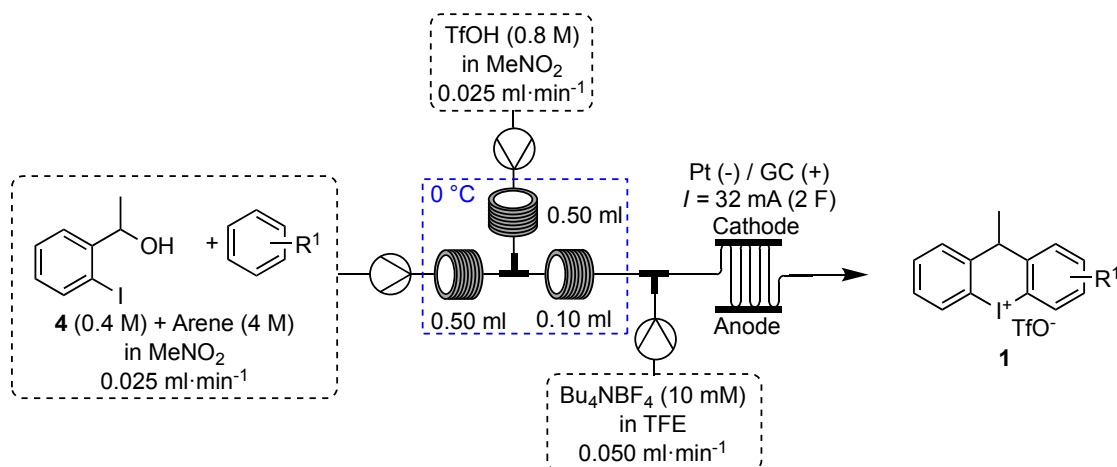 TfOH (0.8 M)
in MeNO₂
0.025 ml·min⁻¹
0 °C
0.50 ml
Pt (-) / GC (+)
I = 32 mA (2 F)
Cathode
Anode
OH
I
+
R¹
4 (0.4 M) + Arene (4 M)
in MeNO₂
0.025 ml·min⁻¹
0.50 ml
0.10 ml
Bu₄NBF₄ (10 mM)
in TFE
0.050 ml·min⁻¹
R¹
I⁺
TfO⁻
1